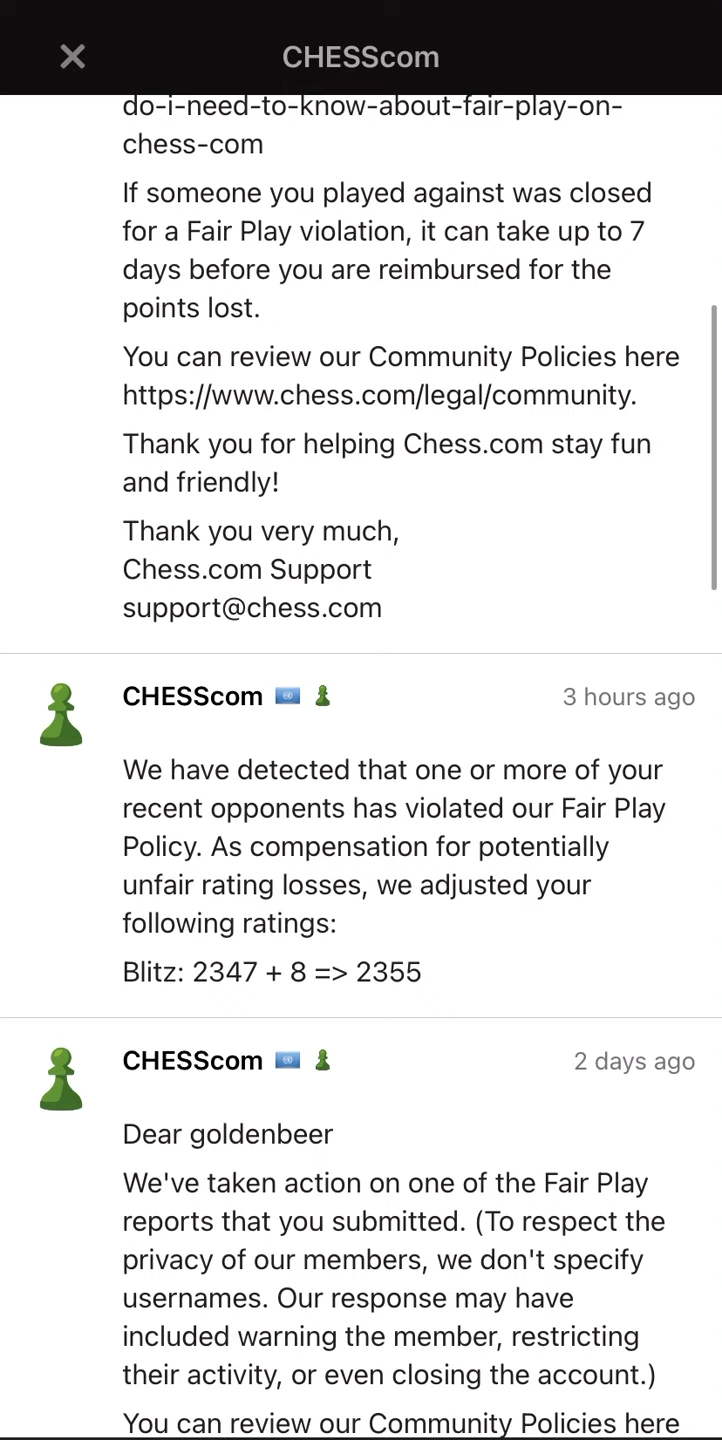 CHESScom
do-i-need-to-know-about-fair-play-on-
chess-com
If someone you played against was closed
for a Fair Play violation, it can take up to 7
days before you are reimbursed for the
points lost.
You can review our Community Policies here
https://www.chess.com/legal/community.
Thank you for helping Chess.com stay fun
and friendly!
Thank you very much,
Chess.com Support
support@chess.com
CHESScom 3 hours ago
We have detected that one or more of your
recent opponents has violated our Fair Play
Policy. As compensation for potentially
unfair rating losses, we adjusted your
following ratings:
Blitz: 2347 + 8 => 2355
CHESScom 2 days ago
Dear goldenbeer
We've taken action on one of the Fair Play
reports that you submitted. (To respect the
privacy of our members, we don't specify
usernames. Our response may have
included warning the member, restricting
their activity, or even closing the account.)
You can review our Community Policies here